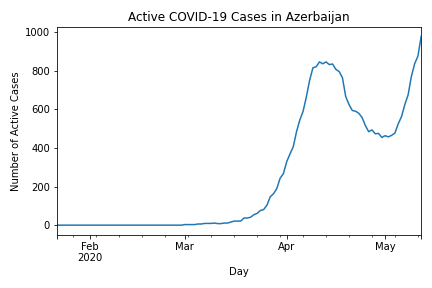 Active COVID-19 Cases in Azerbaijan
1000
800
600
400
200
0
Number of Active Cases
Feb
2020
Mar
Apr
May
Day